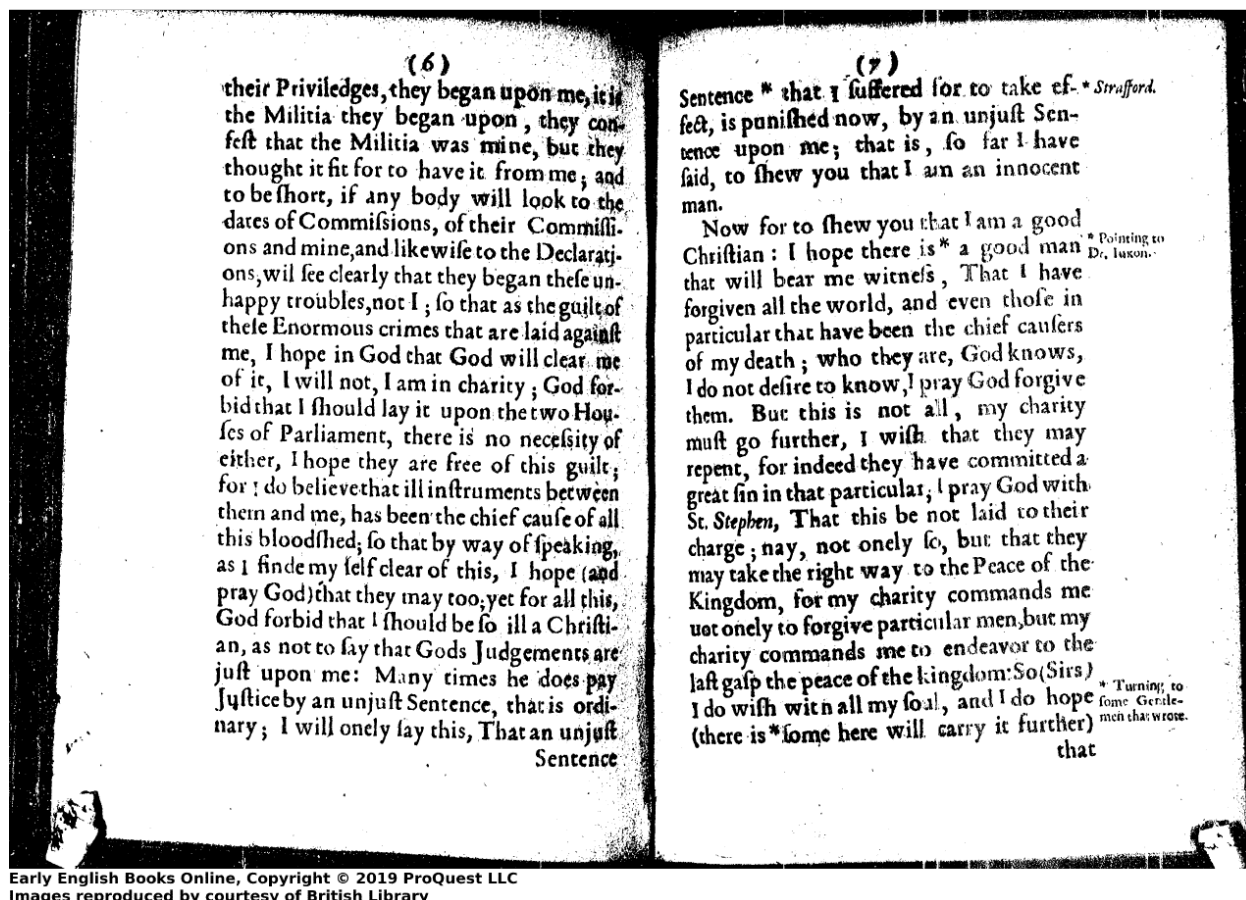 (6)
their Priviledges, they began upon me, it is
the Militia they began upon, they con-
fest that the Militia was mine, but they
thought it fit for to have it from me; and
to be ſhort, if any body will look to the
dates of Commiſsions, of their Commiſſi-
ons and mine, and likewiſe to the Declarati-
ons, wil ſee clearly that they began theſe un-
happy troubles, not I; ſo that as the guilt of
theſe Enormous crimes that are laid againſt
me, I hope in God that God will clear me
of it, I will not, I am in charity; God for-
bid that I ſhould lay it upon the two Hou-
ſes of Parliament, there is no neceſsity of
either, I hope they are free of this guilt;
for I do believe that ill inſtruments between
them and me, has been the chief cauſe of all
this bloodſhed; ſo that by way of ſpeaking,
as I finde my ſelf clear of this, I hope (and
pray God) that they may too; yet for all this,
God forbid that I ſhould be ſo ill a Chriſti-
an, as not to ſay that Gods Judgements are
juſt upon me: Many times he does pay
Juſtice by an unjuſt Sentence, that is ordi-
nary; I will onely ſay this, That an unjuſt
Sentence
(7)
Sentence * that I ſuffered for to take ef- * Strafford.
fect, is puniſhed now, by an unjuſt Sen-
tence upon me; that is, ſo far I have
ſaid, to ſhew you that I am an innocent
man.
Now for to ſhew you that I am a good
Chriſtian: I hope there is * a good man * Pointing to
Dr. Iuxon.
that will bear me witneſs, That I have
forgiven all the world, and even thoſe in
particular that have been the chief cauſers
of my death; who they are, God knows,
I do not deſire to know, I pray God forgive
them. But this is not all, my charity
muſt go further, I wiſh that they may
repent, for indeed they have committed a
great ſin in that particular; I pray God with
St. Stephen, That this be not laid to their
charge; nay, not onely ſo, but that they
may take the right way to the Peace of the
Kingdom, for my charity commands me
not onely to forgive particular men, but my
charity commands me to endeavor to the
laſt gaſp the peace of the kingdom: So (Sirs)
I do wiſh with all my ſoul, and I do hope
(there is * ſome here will carry it further)
* Turning to
ſome Gentle-
men that wrote.
that
Early English Books Online, Copyright © 2019 ProQuest LLC
Images reproduced by courtesy of British Library